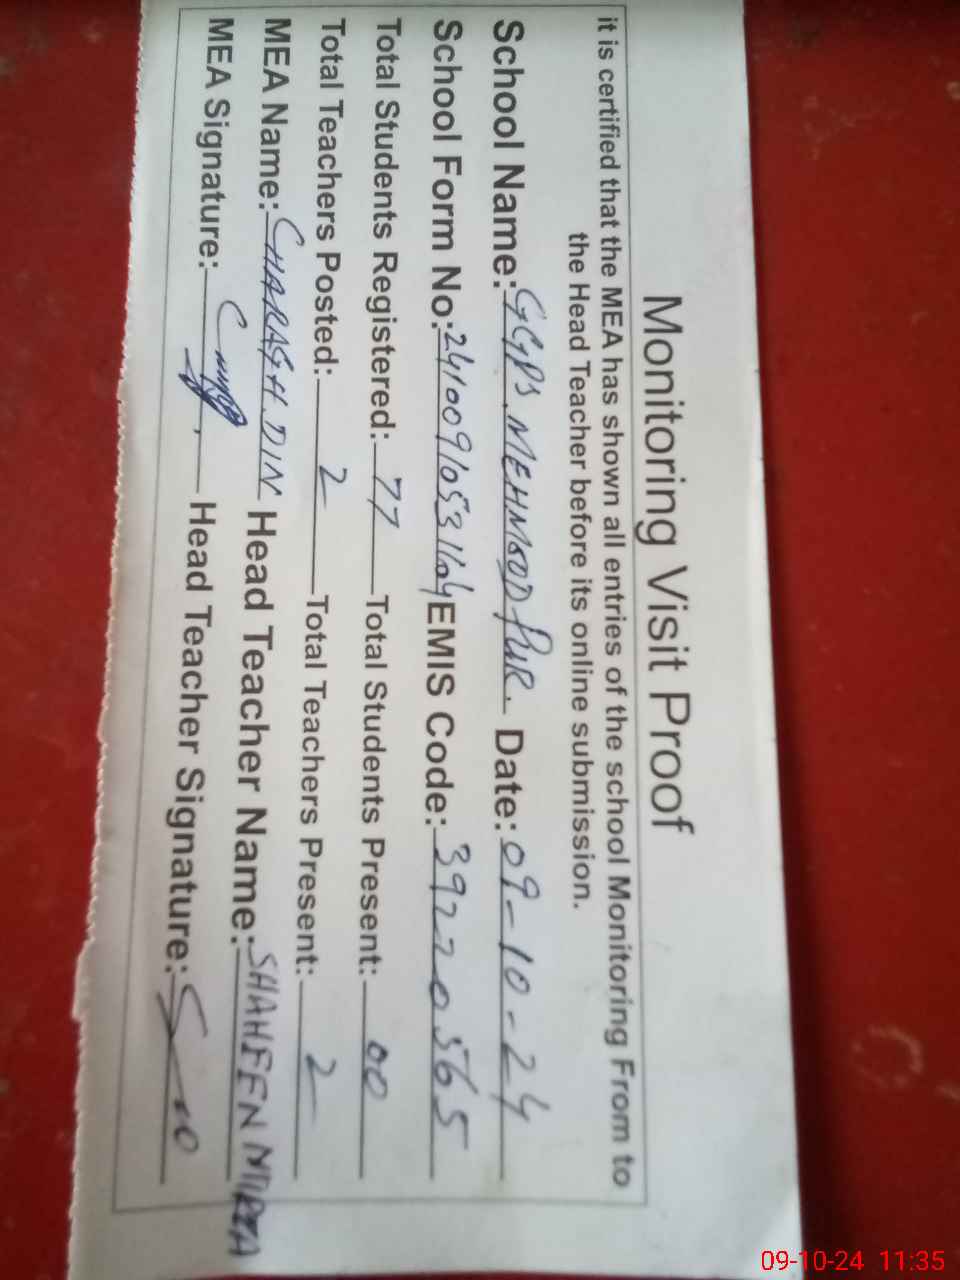 Monitoring Visit Proof
it is certified that the MEA has shown all entries of the school Monitoring From to
the Head Teacher before its online submission.
School Name: GGPS MEHMOOD PUR. Date: 09-10-24
School Form No: 2410091053164 EMIS Code: 39220565
Total Students Registered: 77 Total Students Present: 00
Total Teachers Posted: 2 Total Teachers Present: 2
MEA Name: CHARAGH DIN Head Teacher Name: SHAHEEN MIRZA
MEA Signature: Head Teacher Signature:
09-10-24 11:35